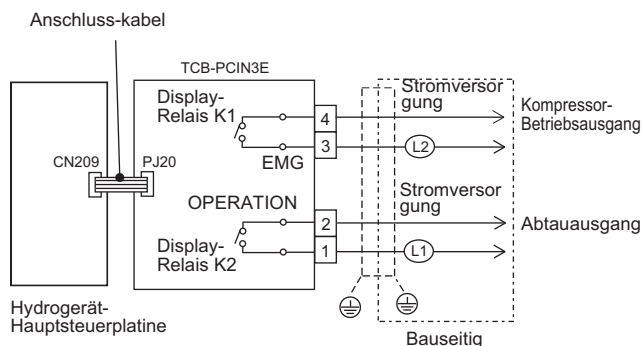 Anschluss-kabel
TCB-PCIN3E
Display-
Relais K1
Stromversor
gung
Kompressor-
Betriebsausgang
4
3
L2
EMG
CN209
PJ20
OPERATION
Stromversor
gung
2
Abtauausgang
1
L1
Display-
Relais K2
Hydrogerät-
Hauptsteuerplatine
Bauseitig